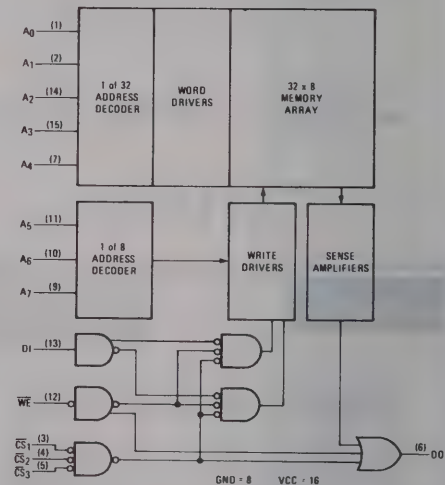 A0 (1)
A1 (2)
A2 (14)
A3 (15)
A4 (7)
1 of 32
ADDRESS
DECODER
WORD
DRIVERS
32 x 8
MEMORY
ARRAY
A5 (11)
A6 (10)
A7 (9)
1 of 8
ADDRESS
DECODER
WRITE
DRIVERS
SENSE
AMPLIFIERS
DI (13)
WE (12)
CS1 (3)
CS2 (4)
CS3 (5)
(6) DO
GND = 8 VCC = 16